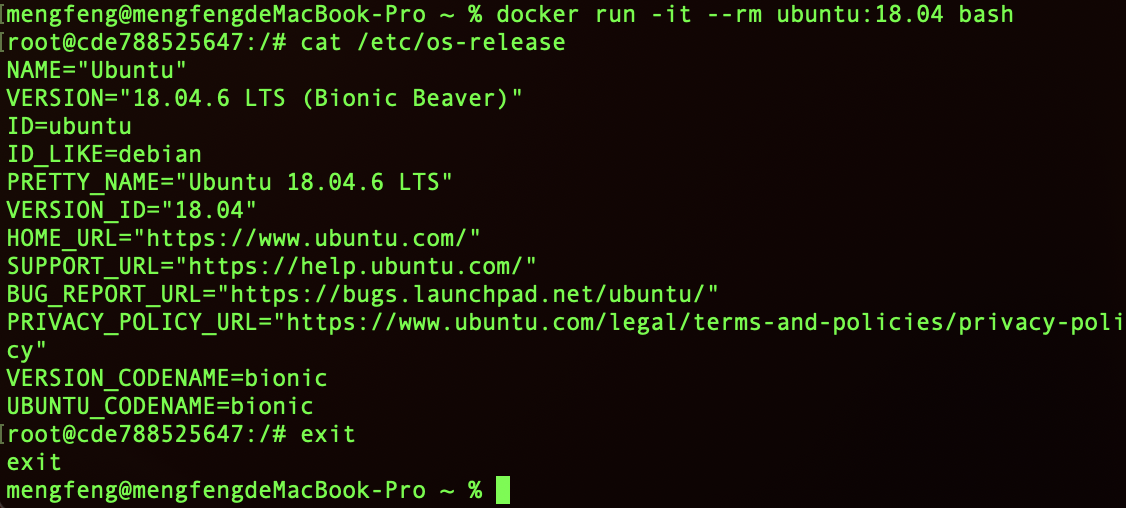 mengfeng@mengfengdeMacBook-Pro ~ % docker run -it --rm ubuntu:18.04 bash
[root@cde788525647:/# cat /etc/os-release
NAME="Ubuntu"
VERSION="18.04.6 LTS (Bionic Beaver)"
ID=ubuntu
ID_LIKE=debian
PRETTY_NAME="Ubuntu 18.04.6 LTS"
VERSION_ID="18.04"
HOME_URL="https://www.ubuntu.com/"
SUPPORT_URL="https://help.ubuntu.com/"
BUG_REPORT_URL="https://bugs.launchpad.net/ubuntu/"
PRIVACY_POLICY_URL="https://www.ubuntu.com/legal/terms-and-policies/privacy-poli
cy"
VERSION_CODENAME=bionic
UBUNTU_CODENAME=bionic
[root@cde788525647:/# exit
exit
mengfeng@mengfengdeMacBook-Pro ~ %